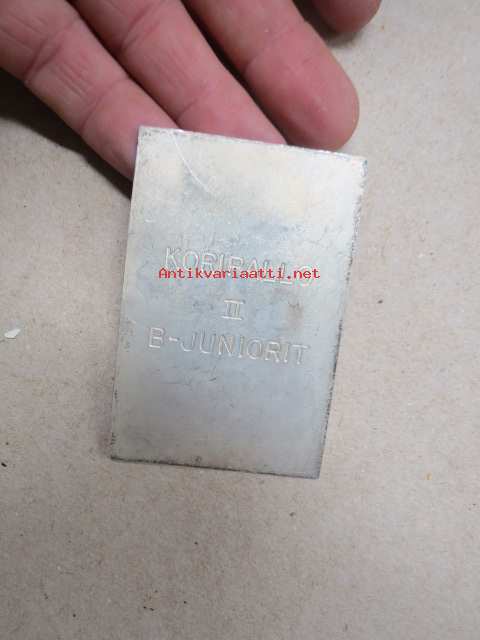 KORIPALLO
Antikvariaatti.net
II
B-JUNIORIT